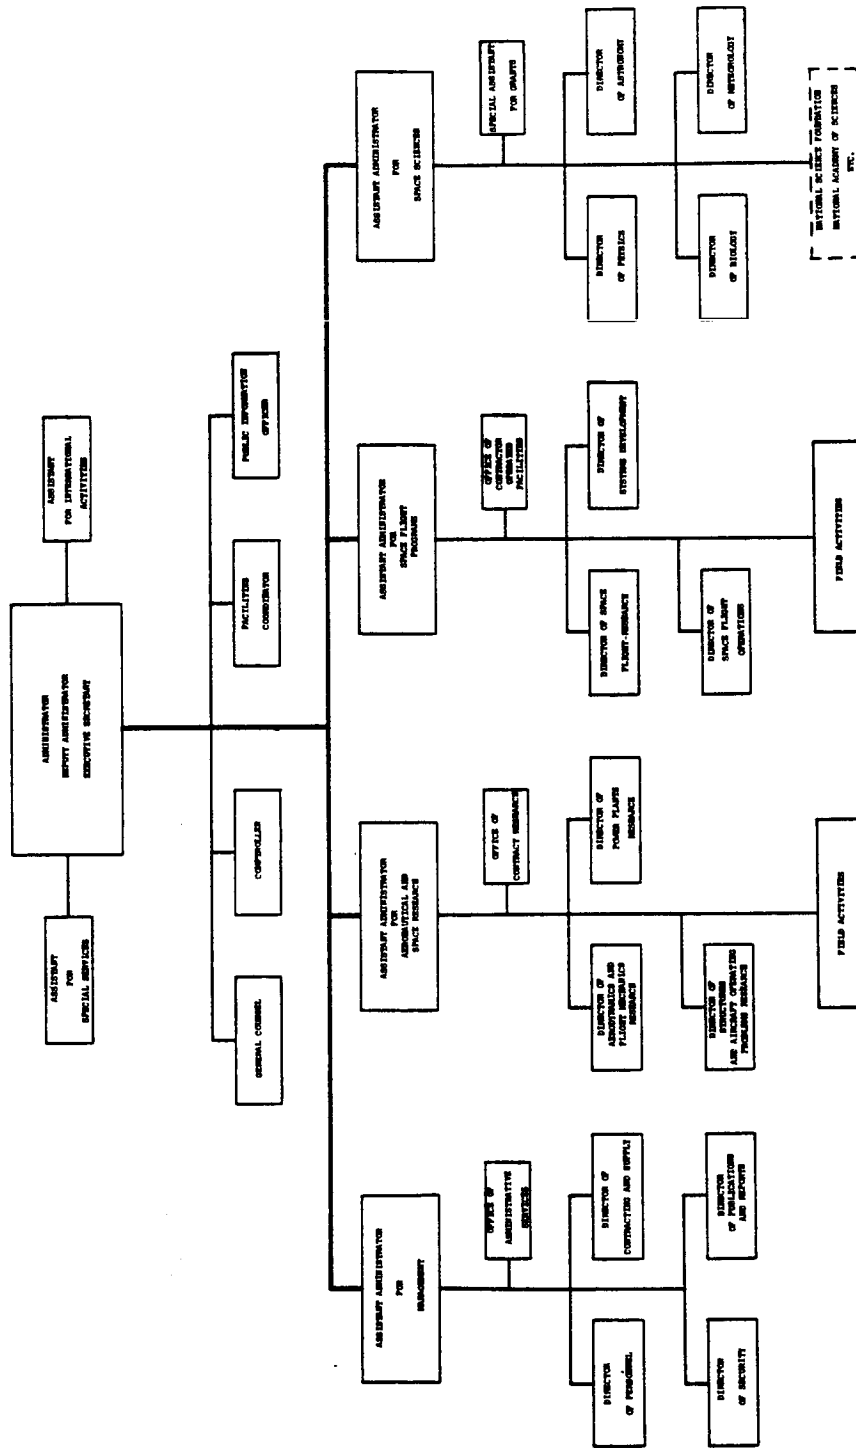 ADMINISTRATOR
DEPUTY ADMINISTRATOR
EXECUTIVE SECRETARY
ASSISTANT
FOR
SPECIAL SERVICES
ASSISTANT
FOR INTERNATIONAL
ACTIVITIES
GENERAL COUNSEL
COMPTROLLER
FACILITIES
COORDINATOR
PUBLIC INFORMATION
OFFICER
ASSISTANT ADMINISTRATOR
FOR
MANAGEMENT
OFFICE OF
ADMINISTRATIVE
SERVICES
DIRECTOR
OF PERSONNEL
DIRECTOR OF
CONTRACTING AND SUPPLY
DIRECTOR
OF SECURITY
DIRECTOR
OF PUBLICATIONS
AND REPORTS
ASSISTANT ADMINISTRATOR
FOR
AERONAUTICAL AND
SPACE RESEARCH
OFFICE OF
CONTRACT RESEARCH
DIRECTOR OF
AERODYNAMICS AND
FLIGHT MECHANICS
RESEARCH
DIRECTOR OF
POWER PLANTS
RESEARCH
DIRECTOR OF
STRUCTURES
AND AIRCRAFT OPERATING
PROBLEMS RESEARCH
FIELD ACTIVITIES
ASSISTANT ADMINISTRATOR
FOR
SPACE FLIGHT
PROGRAMS
OFFICE OF
CONTRACTOR
OPERATED
FACILITIES
DIRECTOR OF SPACE
FLIGHT-RESEARCH
DIRECTOR OF
SYSTEMS DEVELOPMENT
DIRECTOR OF
SPACE FLIGHT
OPERATIONS
FIELD ACTIVITIES
ASSISTANT ADMINISTRATOR
FOR
SPACE SCIENCES
SPECIAL ASSISTANT
FOR GRANTS
DIRECTOR
OF PHYSICS
DIRECTOR
OF ASTRONOMY
DIRECTOR
OF BIOLOGY
DIRECTOR
OF METEOROLOGY
NATIONAL SCIENCE FOUNDATION
NATIONAL ACADEMY OF SCIENCES
ETC.